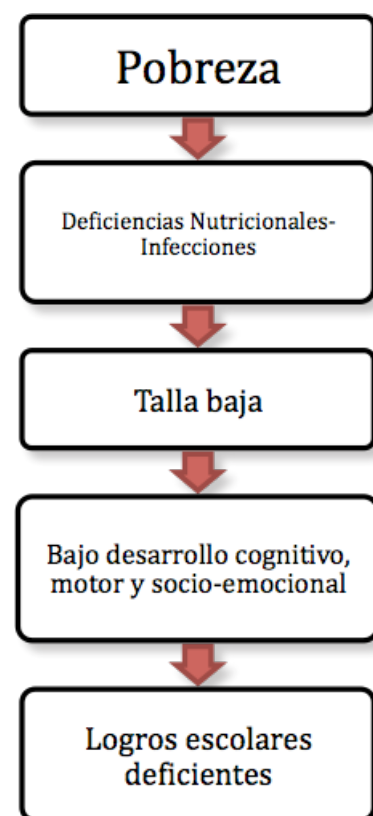 Pobreza
Deficiencias Nutricionales-
Infecciones
Talla baja
Bajo desarrollo cognitivo,
motor y socio-emocional
Logros escolares
deficientes